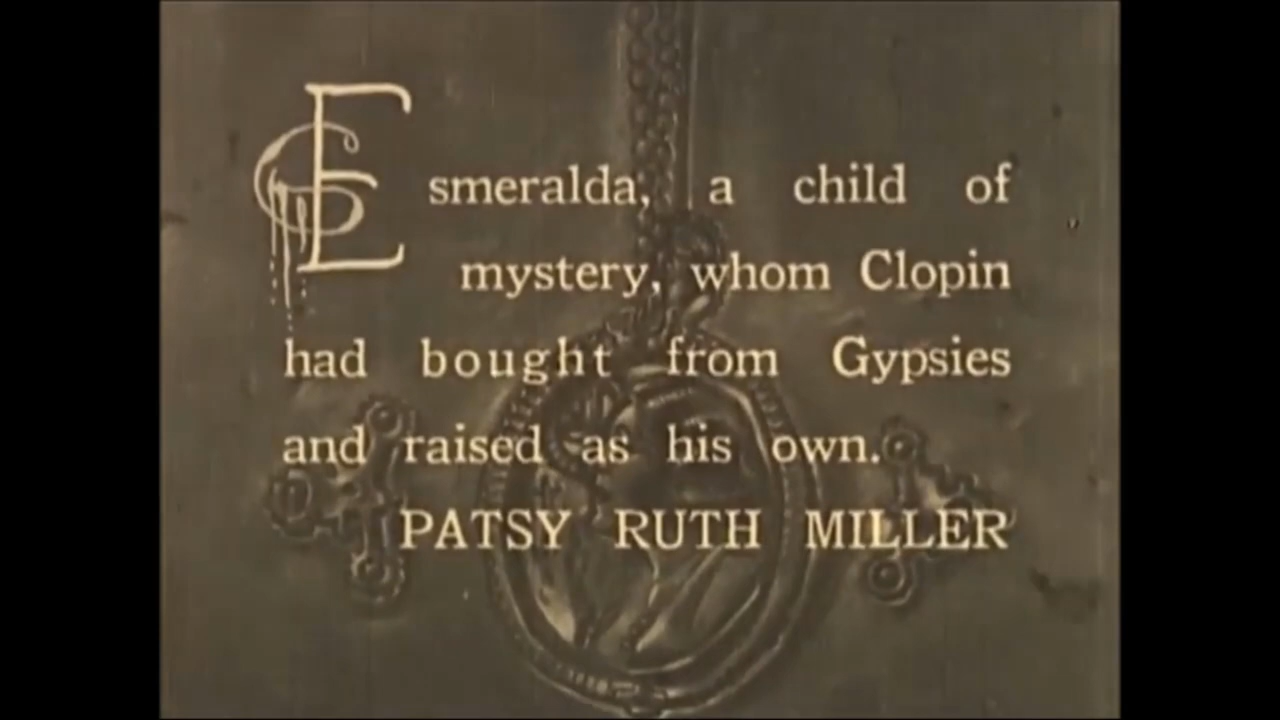 Esmeralda, a child of
mystery, whom Clopin
had bought from Gypsies
and raised as his own.
PATSY RUTH MILLER